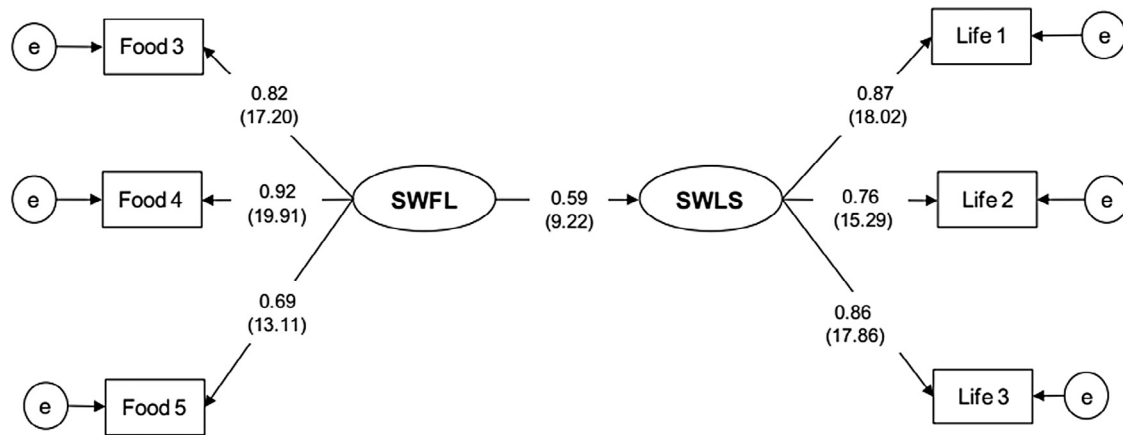 e
Food 3
0.82
(17.20)
0.87
(18.02)
Life 1
e
e
Food 4
0.92
(19.91)
SWFL
0.59
(9.22)
SWLS
0.76
(15.29)
Life 2
e
e
Food 5
0.69
(13.11)
0.86
(17.86)
Life 3
e